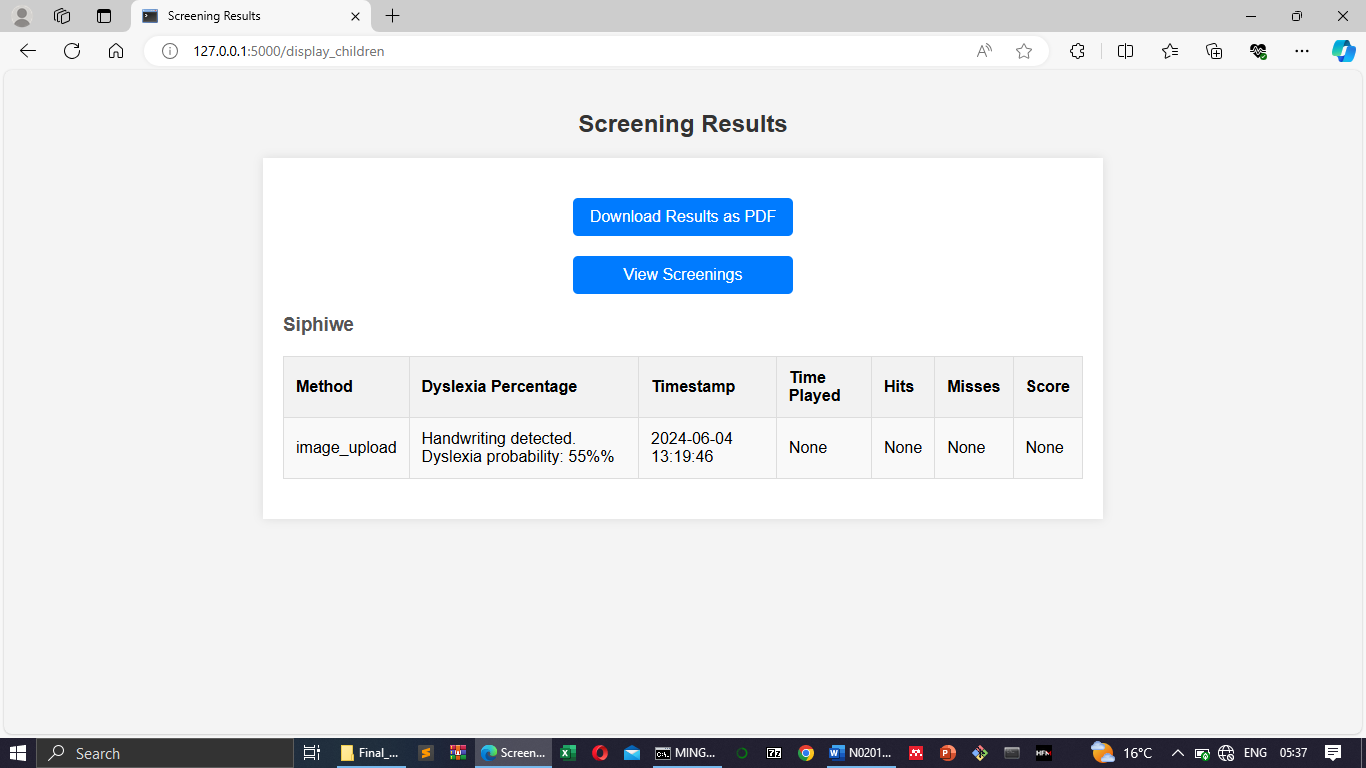 Screening Results
127.0.0.1:5000/display_children
Screening Results
Download Results as PDF
View Screenings
Siphiwe
Method Dyslexia Percentage Timestamp Time Played Hits Misses Score
image_upload Handwriting detected. Dyslexia probability: 55%% 2024-06-04 13:19:46 None None None None
Search Final_... Screen... MING... N0201... 16°C ENG 05:37